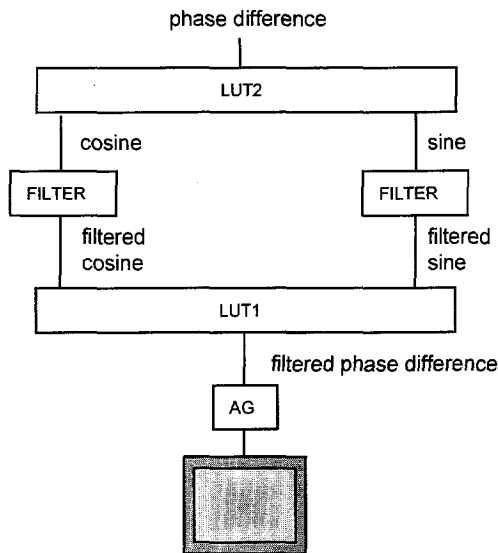 phase difference
LUT2
cosine
sine
FILTER
FILTER
filtered
cosine
filtered
sine
LUT1
filtered phase difference
AG